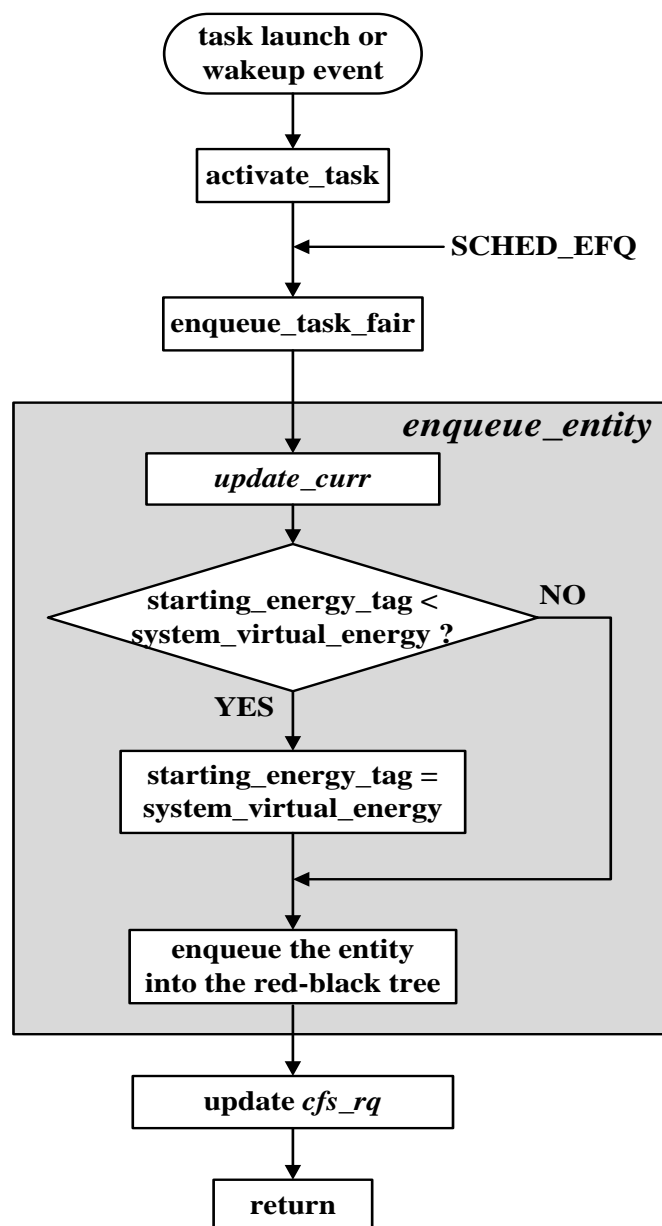 task launch or
wakeup event
activate_task
SCHED_EFQ
enqueue_task_fair
enqueue_entity
update_curr
starting_energy_tag <
system_virtual_energy ?
NO
YES
starting_energy_tag =
system_virtual_energy
enqueue the entity
into the red-black tree
update cfs_rq
return